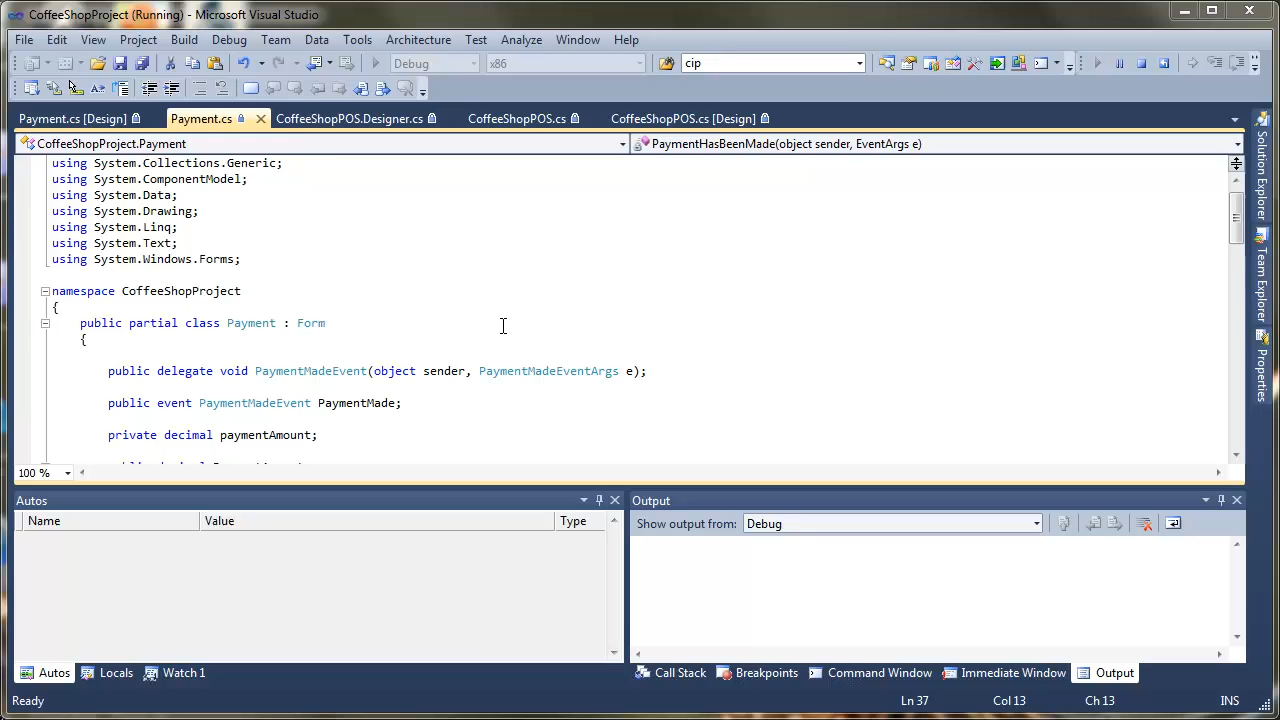 CoffeeShopProject (Running) - Microsoft Visual Studio
File Edit View Project Build Debug Team Data Tools Architecture Test Analyze Window Help
Debug x86 cip
Payment.cs [Design] Payment.cs CoffeeShopPOS.Designer.cs CoffeeShopPOS.cs CoffeeShopPOS.cs [Design]
CoffeeShopProject.Payment PaymentHasBeenMade(object sender, EventArgs e)
using System.Collections.Generic;
using System.ComponentModel;
using System.Data;
using System.Drawing;
using System.Linq;
using System.Text;
using System.Windows.Forms;
namespace CoffeeShopProject
{
public partial class Payment : Form
{
public delegate void PaymentMadeEvent(object sender, PaymentMadeEventArgs e);
public event PaymentMadeEvent PaymentMade;
private decimal paymentAmount;
100 %
Solution Explorer
Team Explorer
Properties
Autos
Name Value Type
Autos Locals Watch 1
Output
Show output from: Debug
Call Stack Breakpoints Command Window Immediate Window Output
Ready Ln 37 Col 13 Ch 13 INS